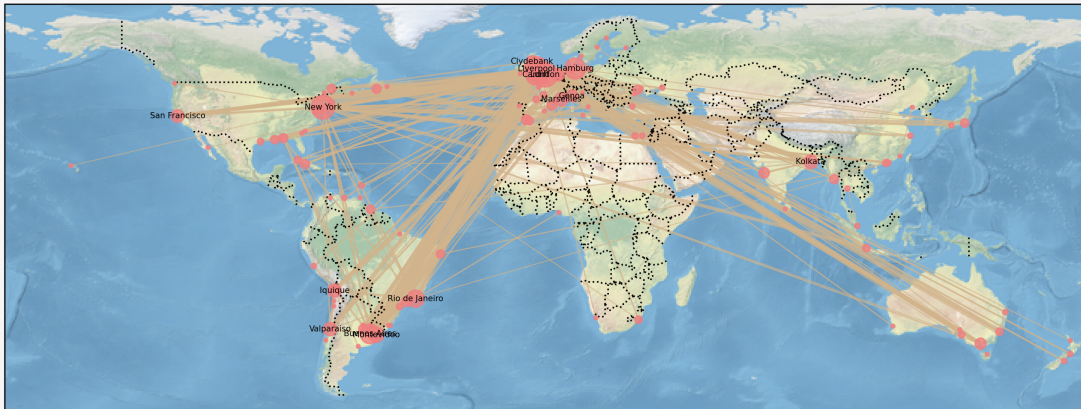 Clydebank
Liverpool Hamburg
Cardiff London
Marseilles Genoa
New York
San Francisco
Kolkata
Iquique
Rio de Janeiro
Valparaiso
Buenos Aires
Montevideo